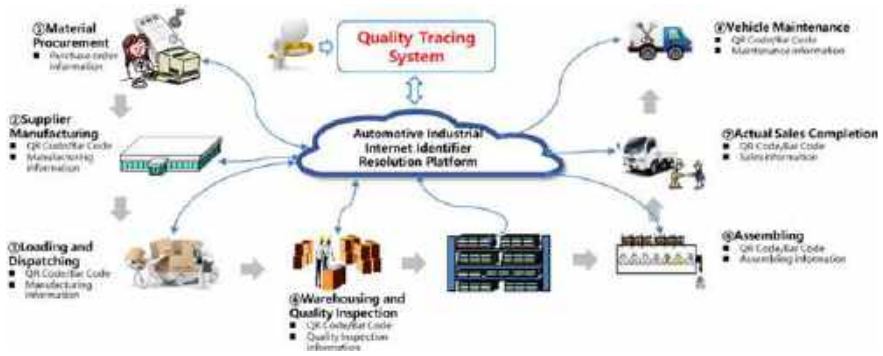 ①Material
Procurement
■ Purchase order
information
Quality Tracing
System
⑧Vehicle Maintenance
■ QR Code/Bar Code
■ Maintenance information
②Supplier
Manufacturing
■ QR Code/Bar Code
■ Manufacturing
information
Automotive Industrial
Internet Identifier
Resolution Platform
⑦Actual Sales Completion
■ QR Code/Bar Code
■ Sales information
③Loading and
Dispatching
■ QR Code/Bar Code
■ Manufacturing
information
④Warehousing and
Quality Inspection
■ QR Code/Bar Code
■ Quality Inspection
information
⑥Assembling
■ QR Code/Bar Code
■ Assembling information